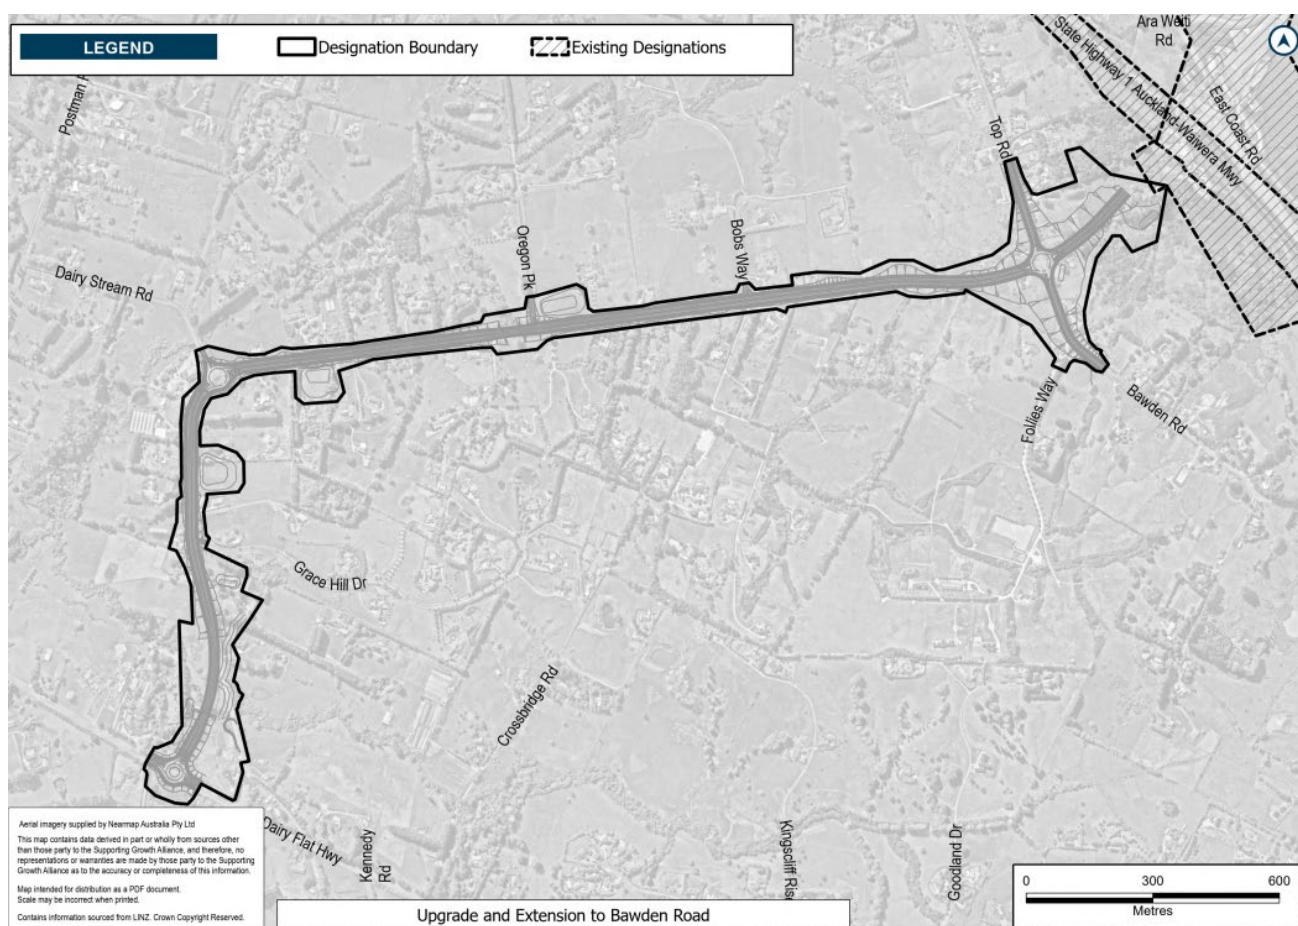 LEGEND
Designation Boundary
Existing Designations
Ara Weiti
Rd
State Highway 1 Auckland-Waiwera Mwy
East Coast Rd
Top Rd
Oregon Pk
Bobs Way
Dairy Stream Rd
Follies Way
Bawden Rd
Grace Hill Dr
Crossbridge Rd
Dairy Flat Hwy
Kennedy
Rd
Goodland Dr
Aerial imagery supplied by Nearmap Australia Pty Ltd
This map contains data derived in part or wholly from sources other
than those party to the Supporting Growth Alliance, and therefore, no
representations or warranties are made by those party to the Supporting
Growth Alliance as to the accuracy or completeness of this information.
Map intended for distribution as a PDF document.
Scale may be incorrect when printed.
Contains information sourced from LINZ. Crown Copyright Reserved.
Upgrade and Extension to Bawden Road
0 300 600
Metres
Postman
Kingscliff Rise